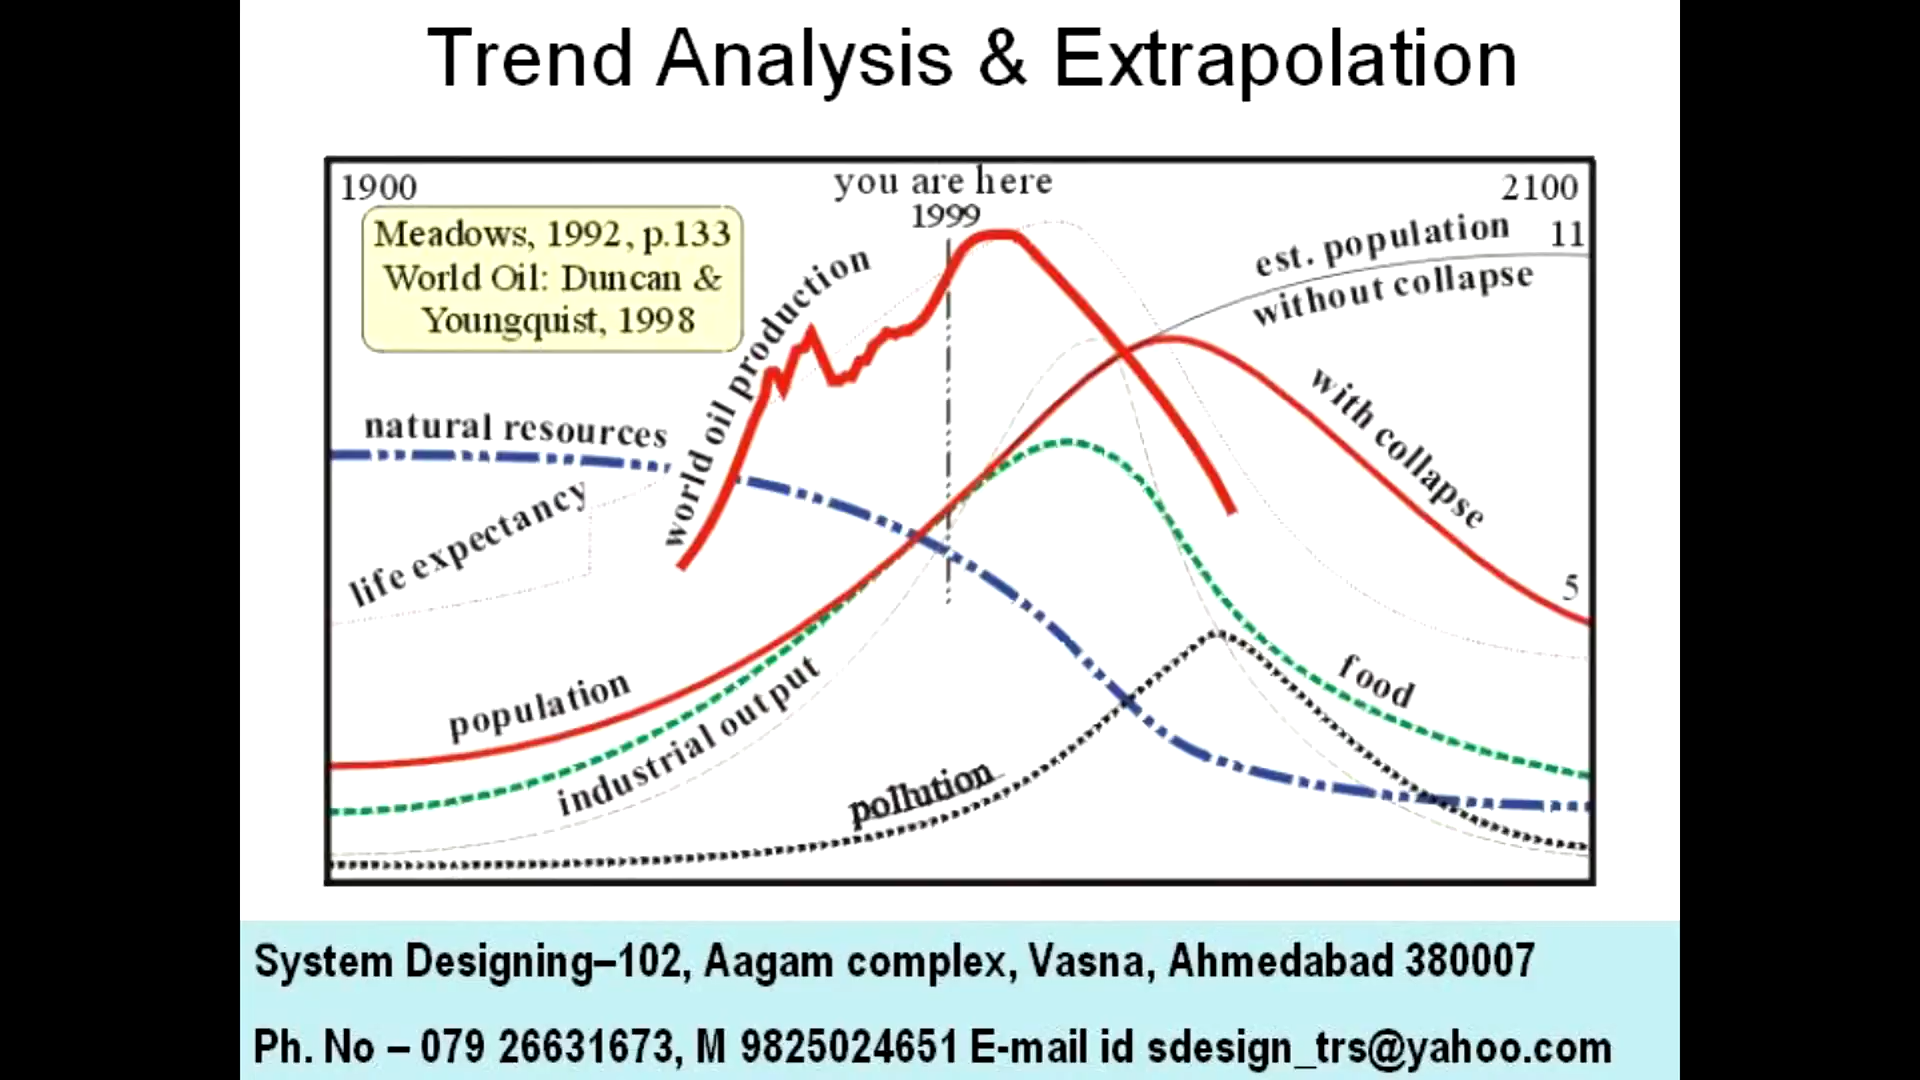 Trend Analysis & Extrapolation
1900
you are here
2100
1999
Meadows, 1992, p.133
World Oil: Duncan &
Youngquist, 1998
est. population
11
without collapse
world oil production
natural resources
with collapse
life expectancy
5
population
industrial output
food
pollution
System Designing–102, Aagam complex, Vasna, Ahmedabad 380007
Ph. No – 079 26631673, M 9825024651 E-mail id sdesign_trs@yahoo.com